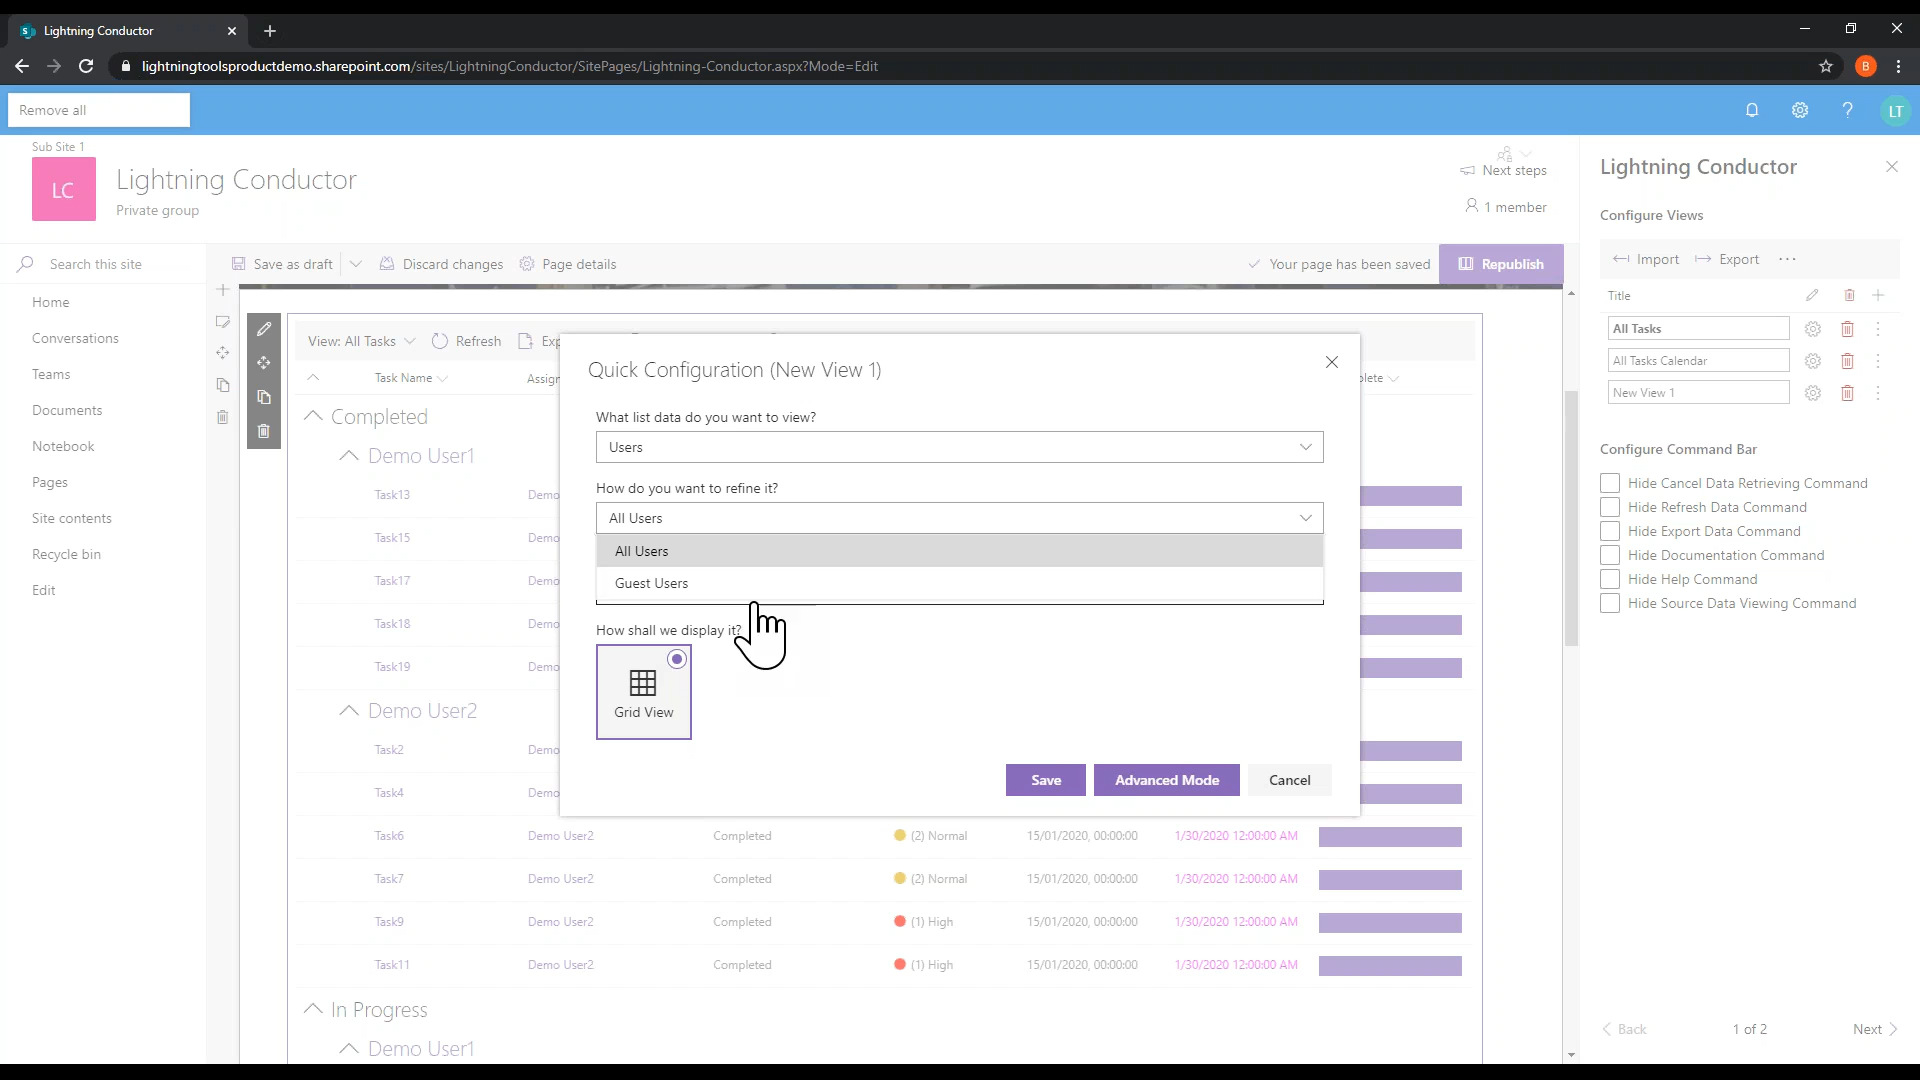 Lightning Conductor
lightningtoolsproductdemo.sharepoint.com/sites/LightningConductor/SitePages/Lightning-Conductor.aspx?Mode=Edit
B
Remove all
LT
Sub Site 1
LC
Lightning Conductor
Private group
Next steps
1 member
Search this site
Home
Conversations
Teams
Documents
Notebook
Pages
Site contents
Recycle bin
Edit
Save as draft
Discard changes
Page details
Your page has been saved
Republish
View: All Tasks
Refresh
Exp
Task Name
Assign
plete
Completed
Demo User1
Task13 Demo
Task15 Demo
Task17 Demo
Task18 Demo
Task19 Demo
Demo User2
Task2 Demo
Task4 Demo
Task6 Demo User2 Completed (2) Normal 15/01/2020, 00:00:00 1/30/2020 12:00:00 AM
Task7 Demo User2 Completed (2) Normal 15/01/2020, 00:00:00 1/30/2020 12:00:00 AM
Task9 Demo User2 Completed (1) High 15/01/2020, 00:00:00 1/30/2020 12:00:00 AM
Task11 Demo User2 Completed (1) High 15/01/2020, 00:00:00 1/30/2020 12:00:00 AM
In Progress
Demo User1
Quick Configuration (New View 1)
What list data do you want to view?
Users
How do you want to refine it?
All Users
All Users
Guest Users
How shall we display it?
Grid View
Save
Advanced Mode
Cancel
Lightning Conductor
Configure Views
Import
Export
Title
All Tasks
All Tasks Calendar
New View 1
Configure Command Bar
Hide Cancel Data Retrieving Command
Hide Refresh Data Command
Hide Export Data Command
Hide Documentation Command
Hide Help Command
Hide Source Data Viewing Command
Back
1 of 2
Next